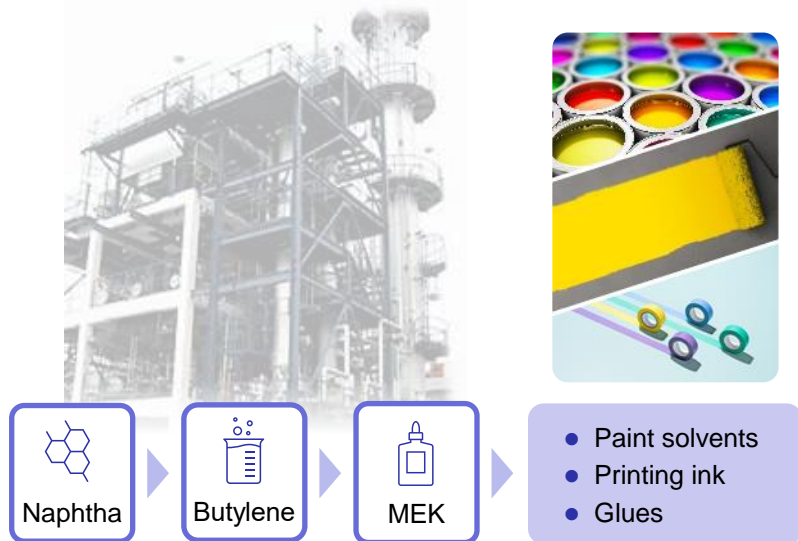 Naphtha
Butylene
MEK
Paint solvents
Printing ink
Glues